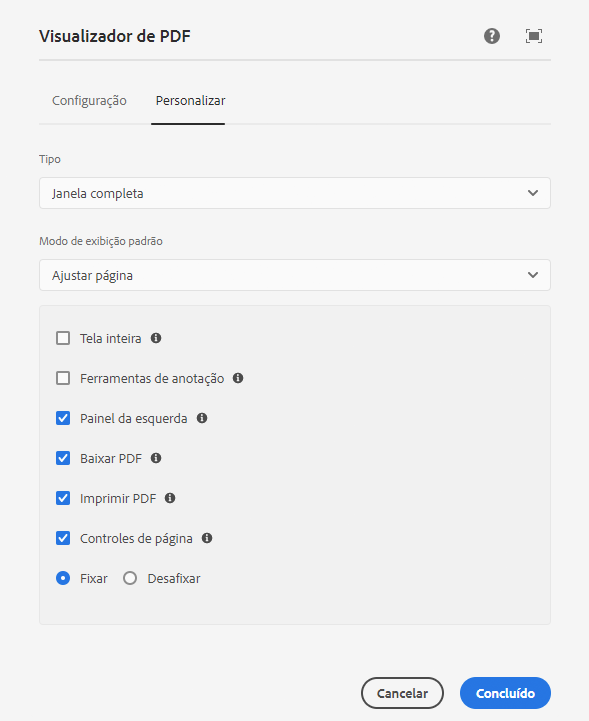 Visualizador de PDF
Configuração Personalizar
Tipo
Janela completa
Modo de exibição padrão
Ajustar página
Tela inteira
Ferramentas de anotação
Painel da esquerda
Baixar PDF
Imprimir PDF
Controles de página
Fixar Desafixar
Cancelar Concluído